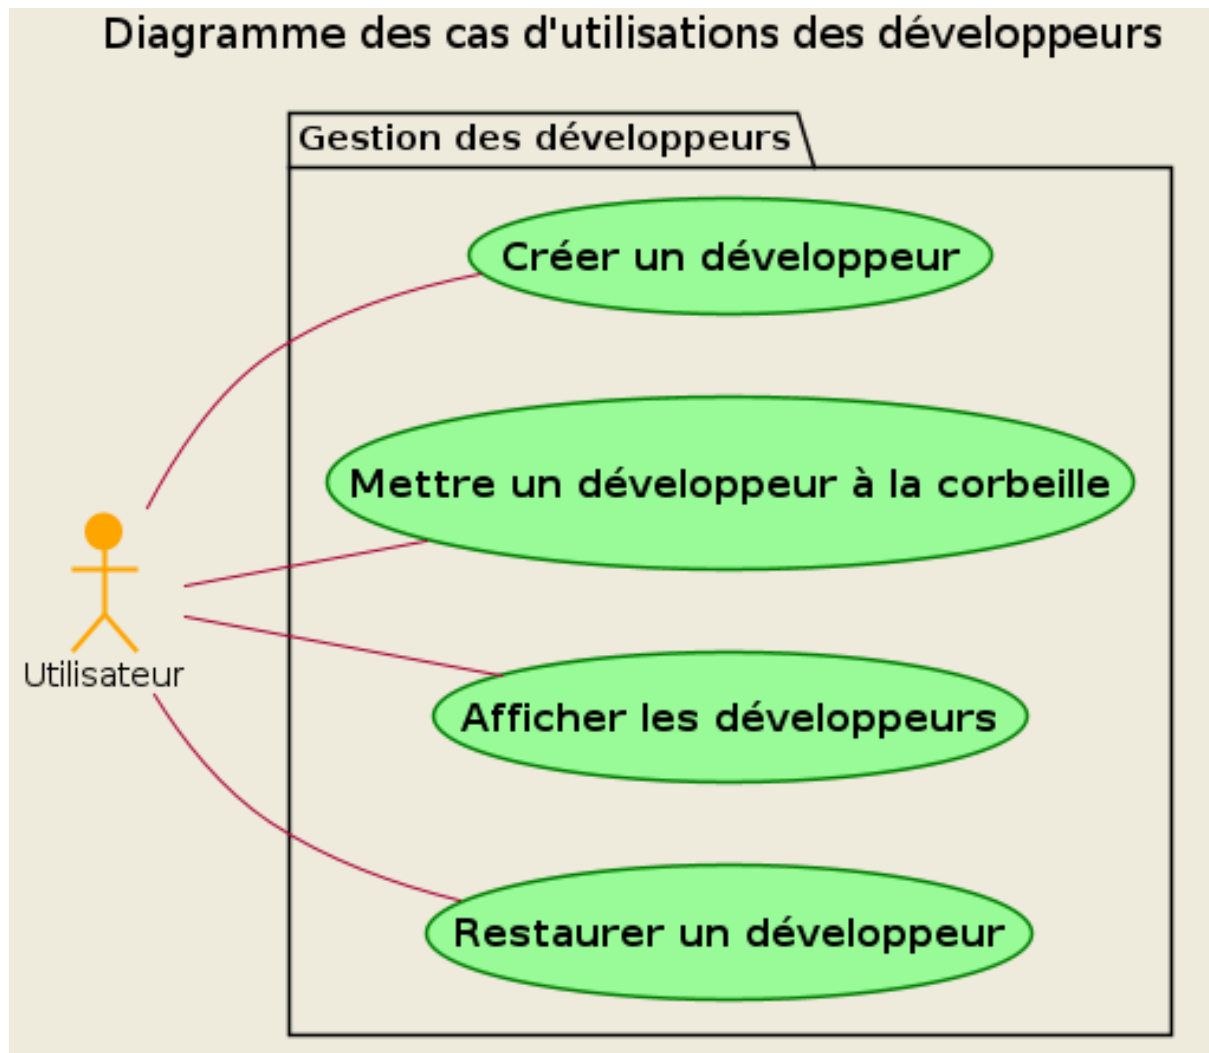 Diagramme des cas d'utilisations des développeurs
Gestion des développeurs
Créer un développeur
Mettre un développeur à la corbeille
Utilisateur
Afficher les développeurs
Restaurer un développeur